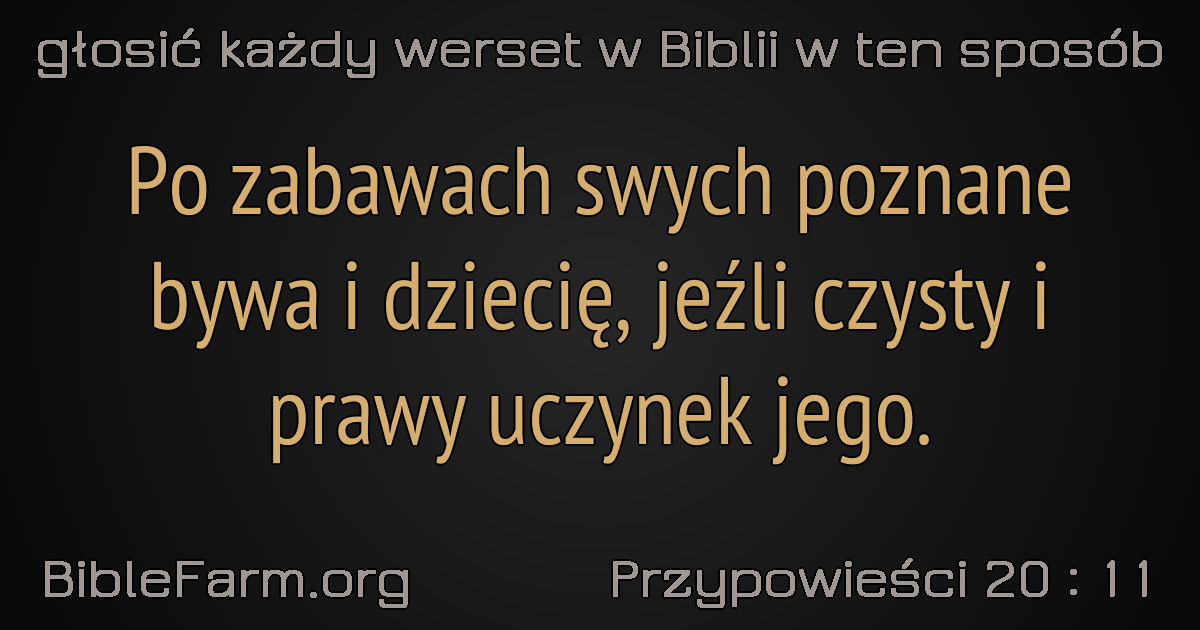 głosić każdy werset w Biblii w ten sposób
Po zabawach swych poznane
bywa i dziecię, jeźli czysty i
prawy uczynek jego.
BibleFarm.org
Przypowieści 20 : 11